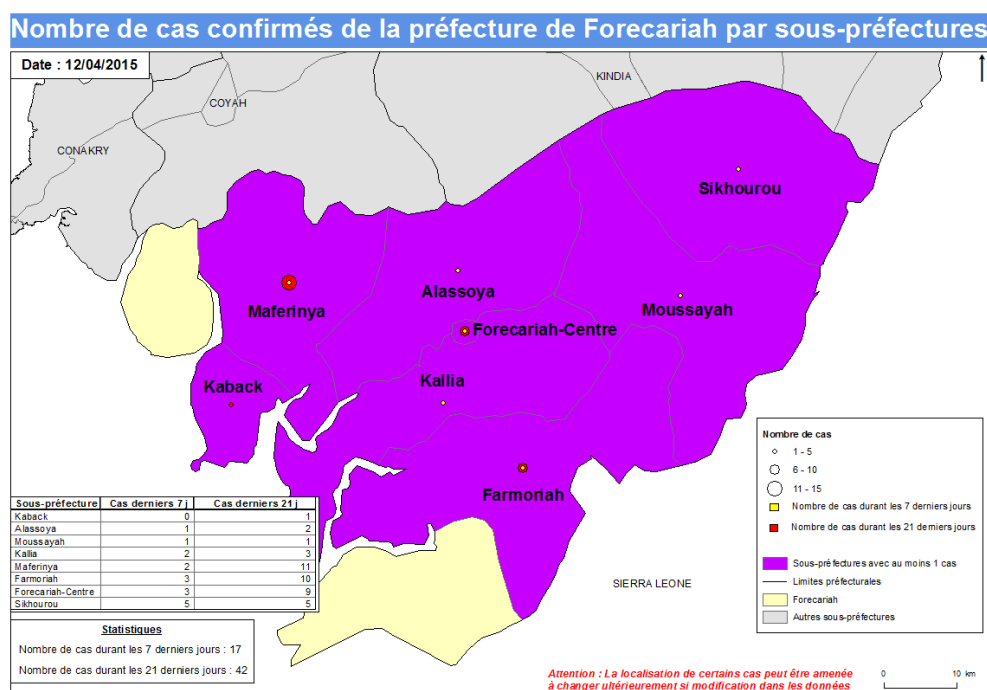 Nombre de cas confirmés de la préfecture de Forecariah par sous-préfectures
Date : 12/04/2015
KINDIA
COYAH
CONAKRY
Sikhourou
Alassoya
Maferinya
Moussayah
Forecariah-Centre
Kallia
Kaback
Farmoriah
SIERRA LEONE
Nombre de cas
1 - 5
6 - 10
11 - 15
Nombre de cas durant les 7 derniers jours
Nombre de cas durant les 21 derniers jours
Sous-préfectures avec au moins 1 cas
Limites préfecturales
Forecariah
Autres sous-préfectures
Sous-préfecture Cas derniers 7 j Cas derniers 21 j
Kaback 0 1
Alassoya 1 2
Moussayah 1 1
Kallia 2 3
Maferinya 2 11
Farmoriah 3 10
Forecariah-Centre 3 9
Sikhourou 5 5
Statistiques
Nombre de cas durant les 7 derniers jours : 17
Nombre de cas durant les 21 derniers jours : 42
Attention : La localisation de certains cas peut être amenée
à changer ultérieurement si modification dans les données
0 10 km